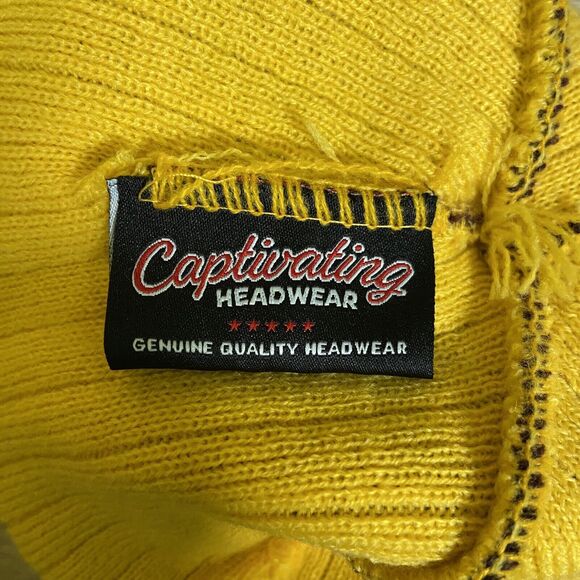 Captivating
HEADWEAR
★★★★★
GENUINE QUALITY HEADWEAR